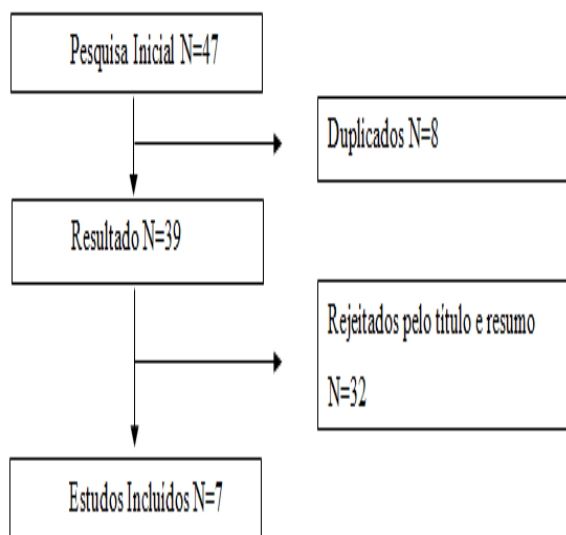 Pesquisa Inicial N=47
Duplicados N=8
Resultado N=39
Rejeitados pelo título e resumo
N=32
Estudos Incluídos N=7